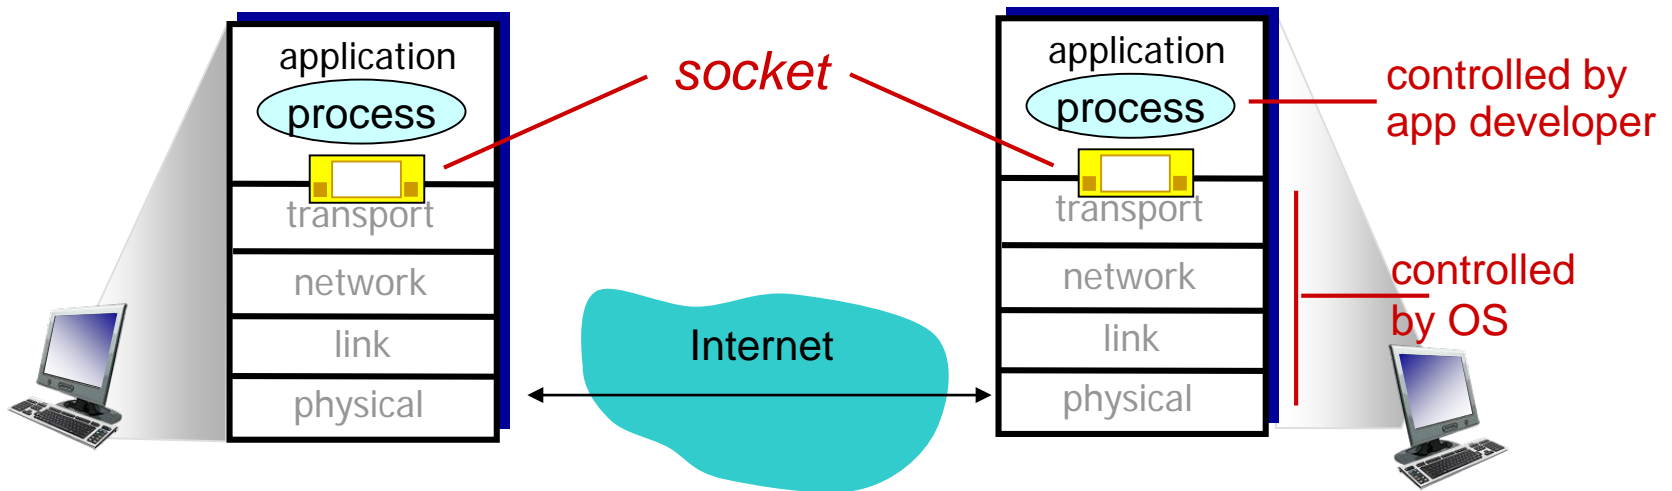 application
process
transport
network
link
physical
socket
Internet
application
process
transport
network
link
physical
controlled by
app developer
controlled
by OS